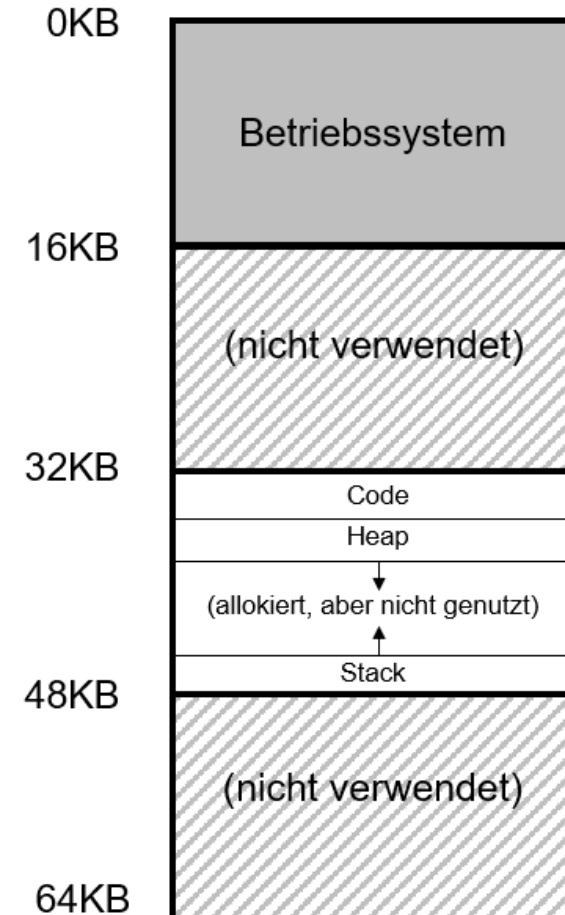 0KB
Betriebssystem
16KB
(nicht verwendet)
32KB
Code
Heap
(allokiert, aber nicht genutzt)
Stack
48KB
(nicht verwendet)
64KB